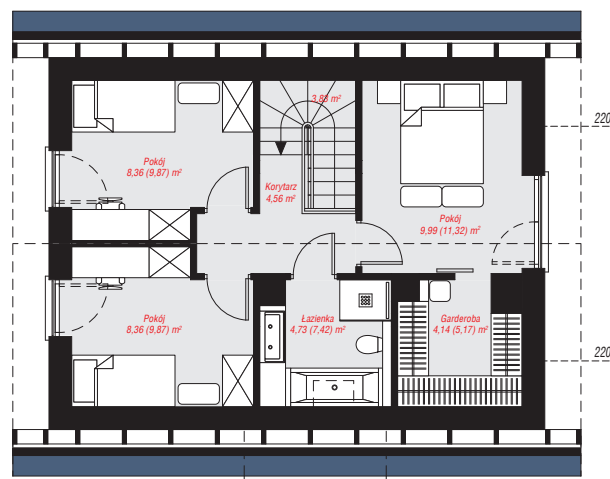 3.83 m²
220
Pokój
8,36 (9,87) m²
Korytarz
4,56 m²
Pokój
9,99 (11,32) m²
Pokój
8,36 (9,87) m²
Łazienka
4,73 (7,42) m²
Garderoba
4,14 (5,17) m²
220